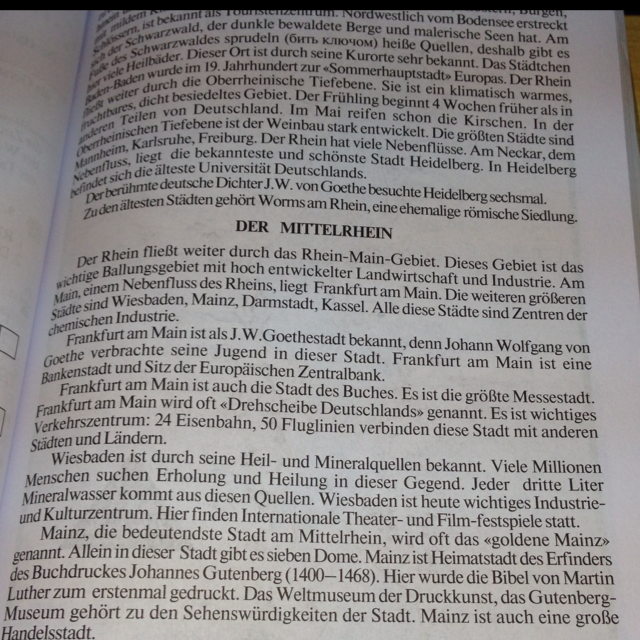 mit mildem Burgen,
Schlössern, ist bekannt als Touristenzentrum. Nordwestlich vom Bodensee erstreckt
sich der Schwarzwald, der dunkle bewaldete Berge und malerische Seen hat. Am
Fuße des Schwarzwaldes sprudeln (бить ключом) heiße Quellen, deshalb gibt es
hier viele Heilbäder. Dieser Ort ist durch seine Kurorte sehr bekannt. Das Städtchen
Baden-Baden wurde im 19. Jahrhundert zur «Sommerhauptstadt» Europas. Der Rhein
fließt weiter durch die Oberrheinische Tiefebene. Sie ist ein klimatisch warmes,
fruchtbares, dicht besiedeltes Gebiet. Der Frühling beginnt 4 Wochen früher als in
anderen Teilen von Deutschland. Im Mai reifen schon die Kirschen. In der
Oberrheinischen Tiefebene ist der Weinbau stark entwickelt. Die größten Städte sind
Mannheim, Karlsruhe, Freiburg. Der Rhein hat viele Nebenflüsse. Am Neckar, dem
Nebenfluss, liegt die bekannteste und schönste Stadt Heidelberg. In Heidelberg
befindet sich die älteste Universität Deutschlands.
Der berühmte deutsche Dichter J.W. von Goethe besuchte Heidelberg sechsmal.
Zu den ältesten Städten gehört Worms am Rhein, eine ehemalige römische Siedlung.
DER MITTELRHEIN
Der Rhein fließt weiter durch das Rhein-Main-Gebiet. Dieses Gebiet ist das
wichtige Ballungsgebiet mit hoch entwickelter Landwirtschaft und Industrie. Am
Main, einem Nebenfluss des Rheins, liegt Frankfurt am Main. Die weiteren größeren
Städte sind Wiesbaden, Mainz, Darmstadt, Kassel. Alle diese Städte sind Zentren der
chemischen Industrie.
Frankfurt am Main ist als J.W.Goethestadt bekannt, denn Johann Wolfgang von
Goethe verbrachte seine Jugend in dieser Stadt. Frankfurt am Main ist eine
Bankenstadt und Sitz der Europäischen Zentralbank.
Frankfurt am Main ist auch die Stadt des Buches. Es ist die größte Messestadt.
Frankfurt am Main wird oft «Drehscheibe Deutschlands» genannt. Es ist wichtiges
Verkehrszentrum: 24 Eisenbahn, 50 Fluglinien verbinden diese Stadt mit anderen
Städten und Ländern.
Wiesbaden ist durch seine Heil- und Mineralquellen bekannt. Viele Millionen
Menschen suchen Erholung und Heilung in dieser Gegend. Jeder dritte Liter
Mineralwasser kommt aus diesen Quellen. Wiesbaden ist heute wichtiges Industrie-
und Kulturzentrum. Hier finden Internationale Theater- und Film-festspiele statt.
Mainz, die bedeutendste Stadt am Mittelrhein, wird oft das «goldene Mainz»
genannt. Allein in dieser Stadt gibt es sieben Dome. Mainz ist Heimatstadt des Erfinders
des Buchdruckes Johannes Gutenberg (1400—1468). Hier wurde die Bibel von Martin
Luther zum erstenmal gedruckt. Das Weltmuseum der Druckkunst, das Gutenberg-
Museum gehört zu den Sehenswürdigkeiten der Stadt. Mainz ist auch eine große
Handelsstadt.